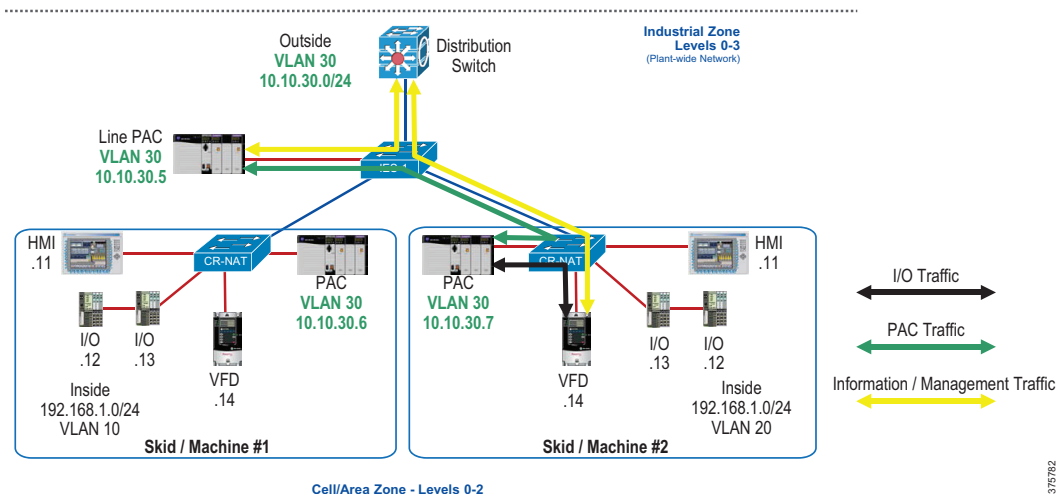 Industrial Zone
Levels 0-3
(Plant-wide Network)
Outside
VLAN 30
10.10.30.0/24
Distribution
Switch
Line PAC
VLAN 30
10.10.30.5
IES-1
HMI
.11
CR-NAT
PAC
VLAN 30
10.10.30.6
I/O
.12
I/O
.13
VFD
.14
Inside
192.168.1.0/24
VLAN 10
Skid / Machine #1
CR-NAT
HMI
.11
PAC
VLAN 30
10.10.30.7
VFD
.14
I/O
.13
I/O
.12
Inside
192.168.1.0/24
VLAN 20
Skid / Machine #2
I/O Traffic
PAC Traffic
Information / Management Traffic
Cell/Area Zone - Levels 0-2
375782